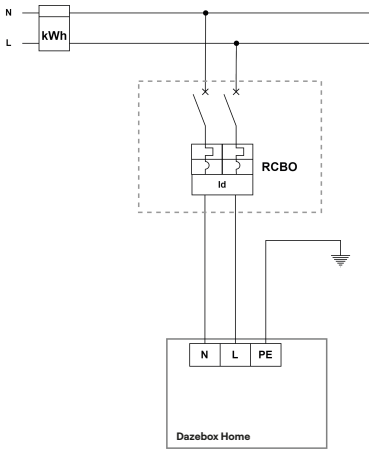 N
kWh
L
RCBO
Id
N L PE
Dazebox Home